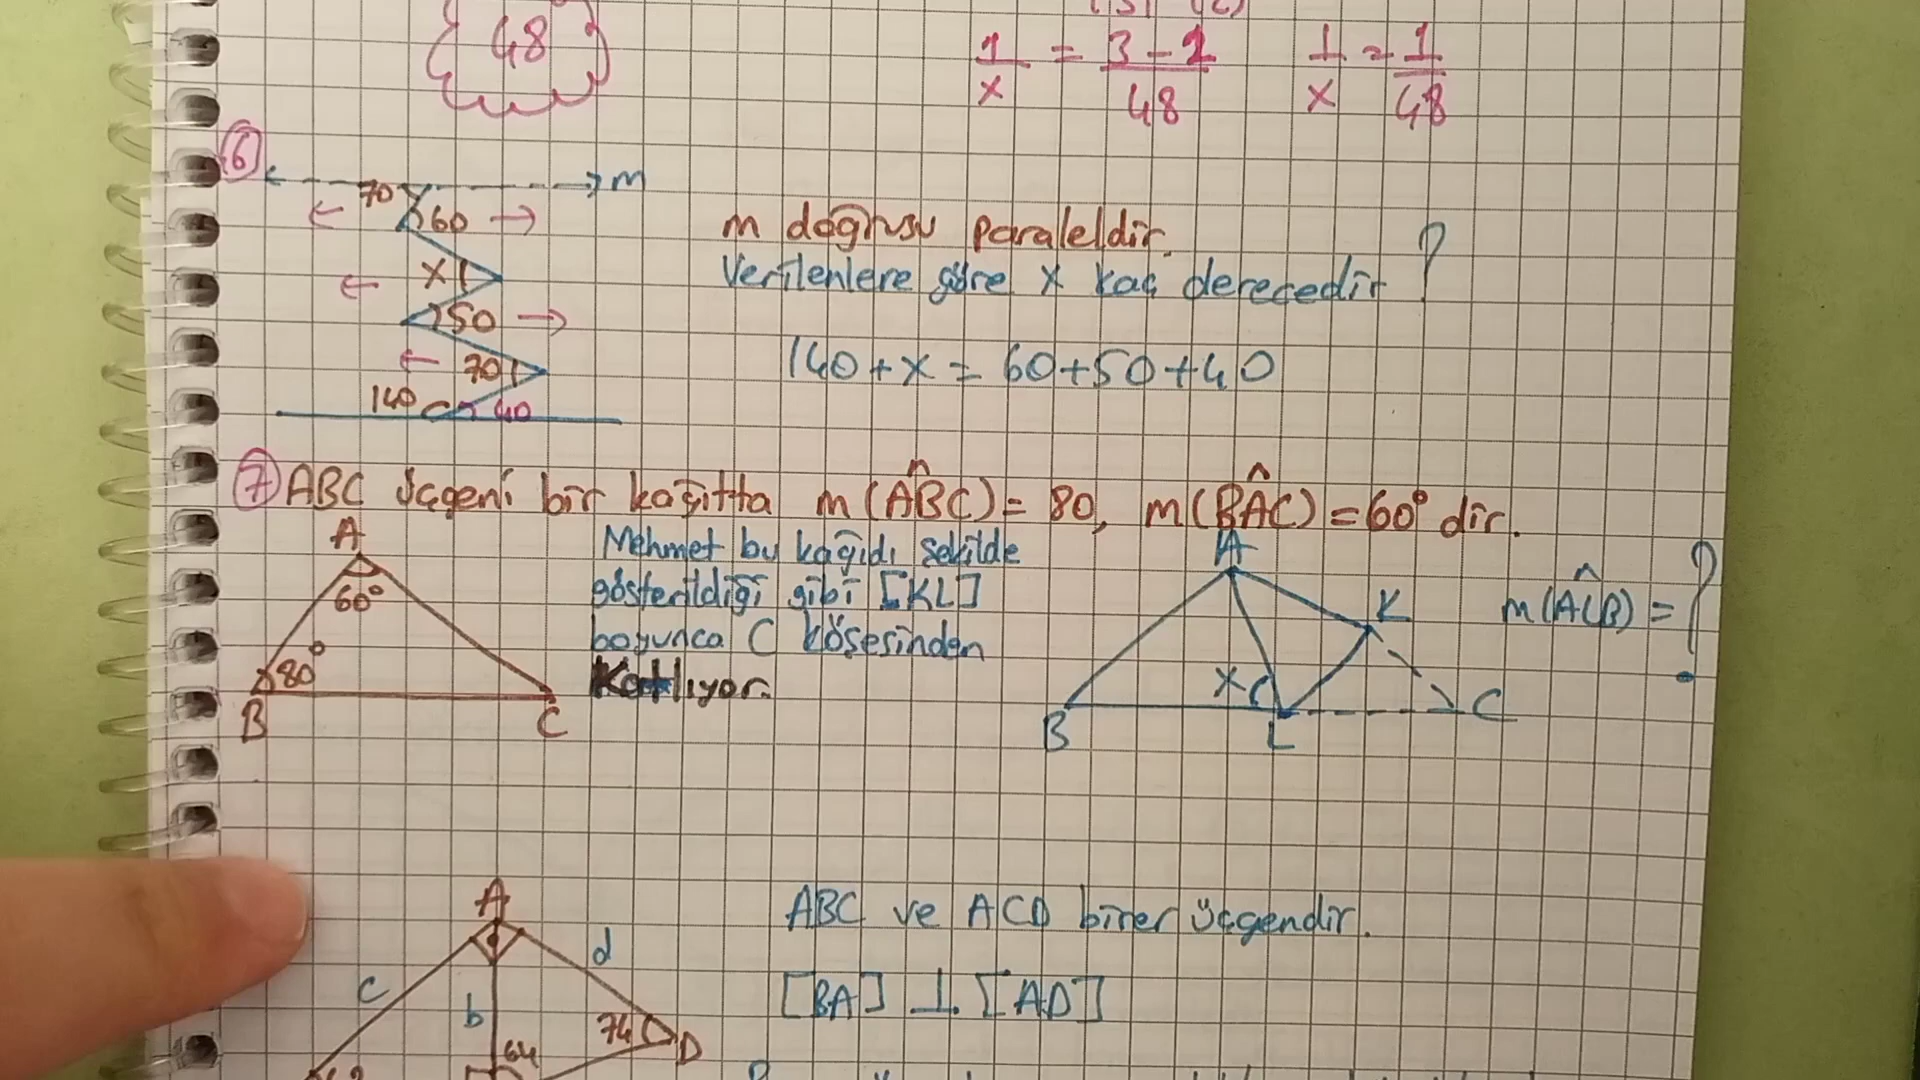 48
1/x = 3-2/48 1/x = 1/48
6
m
70
60
x
50
70
140 40
m doğrusu paraleldir.
Verilenlere göre x kaç derecedir ?
140+x = 60+50+40
7 ABC üçgeni bir kağıtta m(ABC)= 80, m(BAC)=60° dir.
A
60°
80°
B C
Mehmet bu kağıdı şekilde
gösterildiği gibi [KL]
boyunca C köşesinden
Katlıyor.
A
K
x
B L C
m(ALB) = ?
A
c d
b
64 74 D
ABC ve ACD birer üçgendir.
[BA] ⊥ [AD]